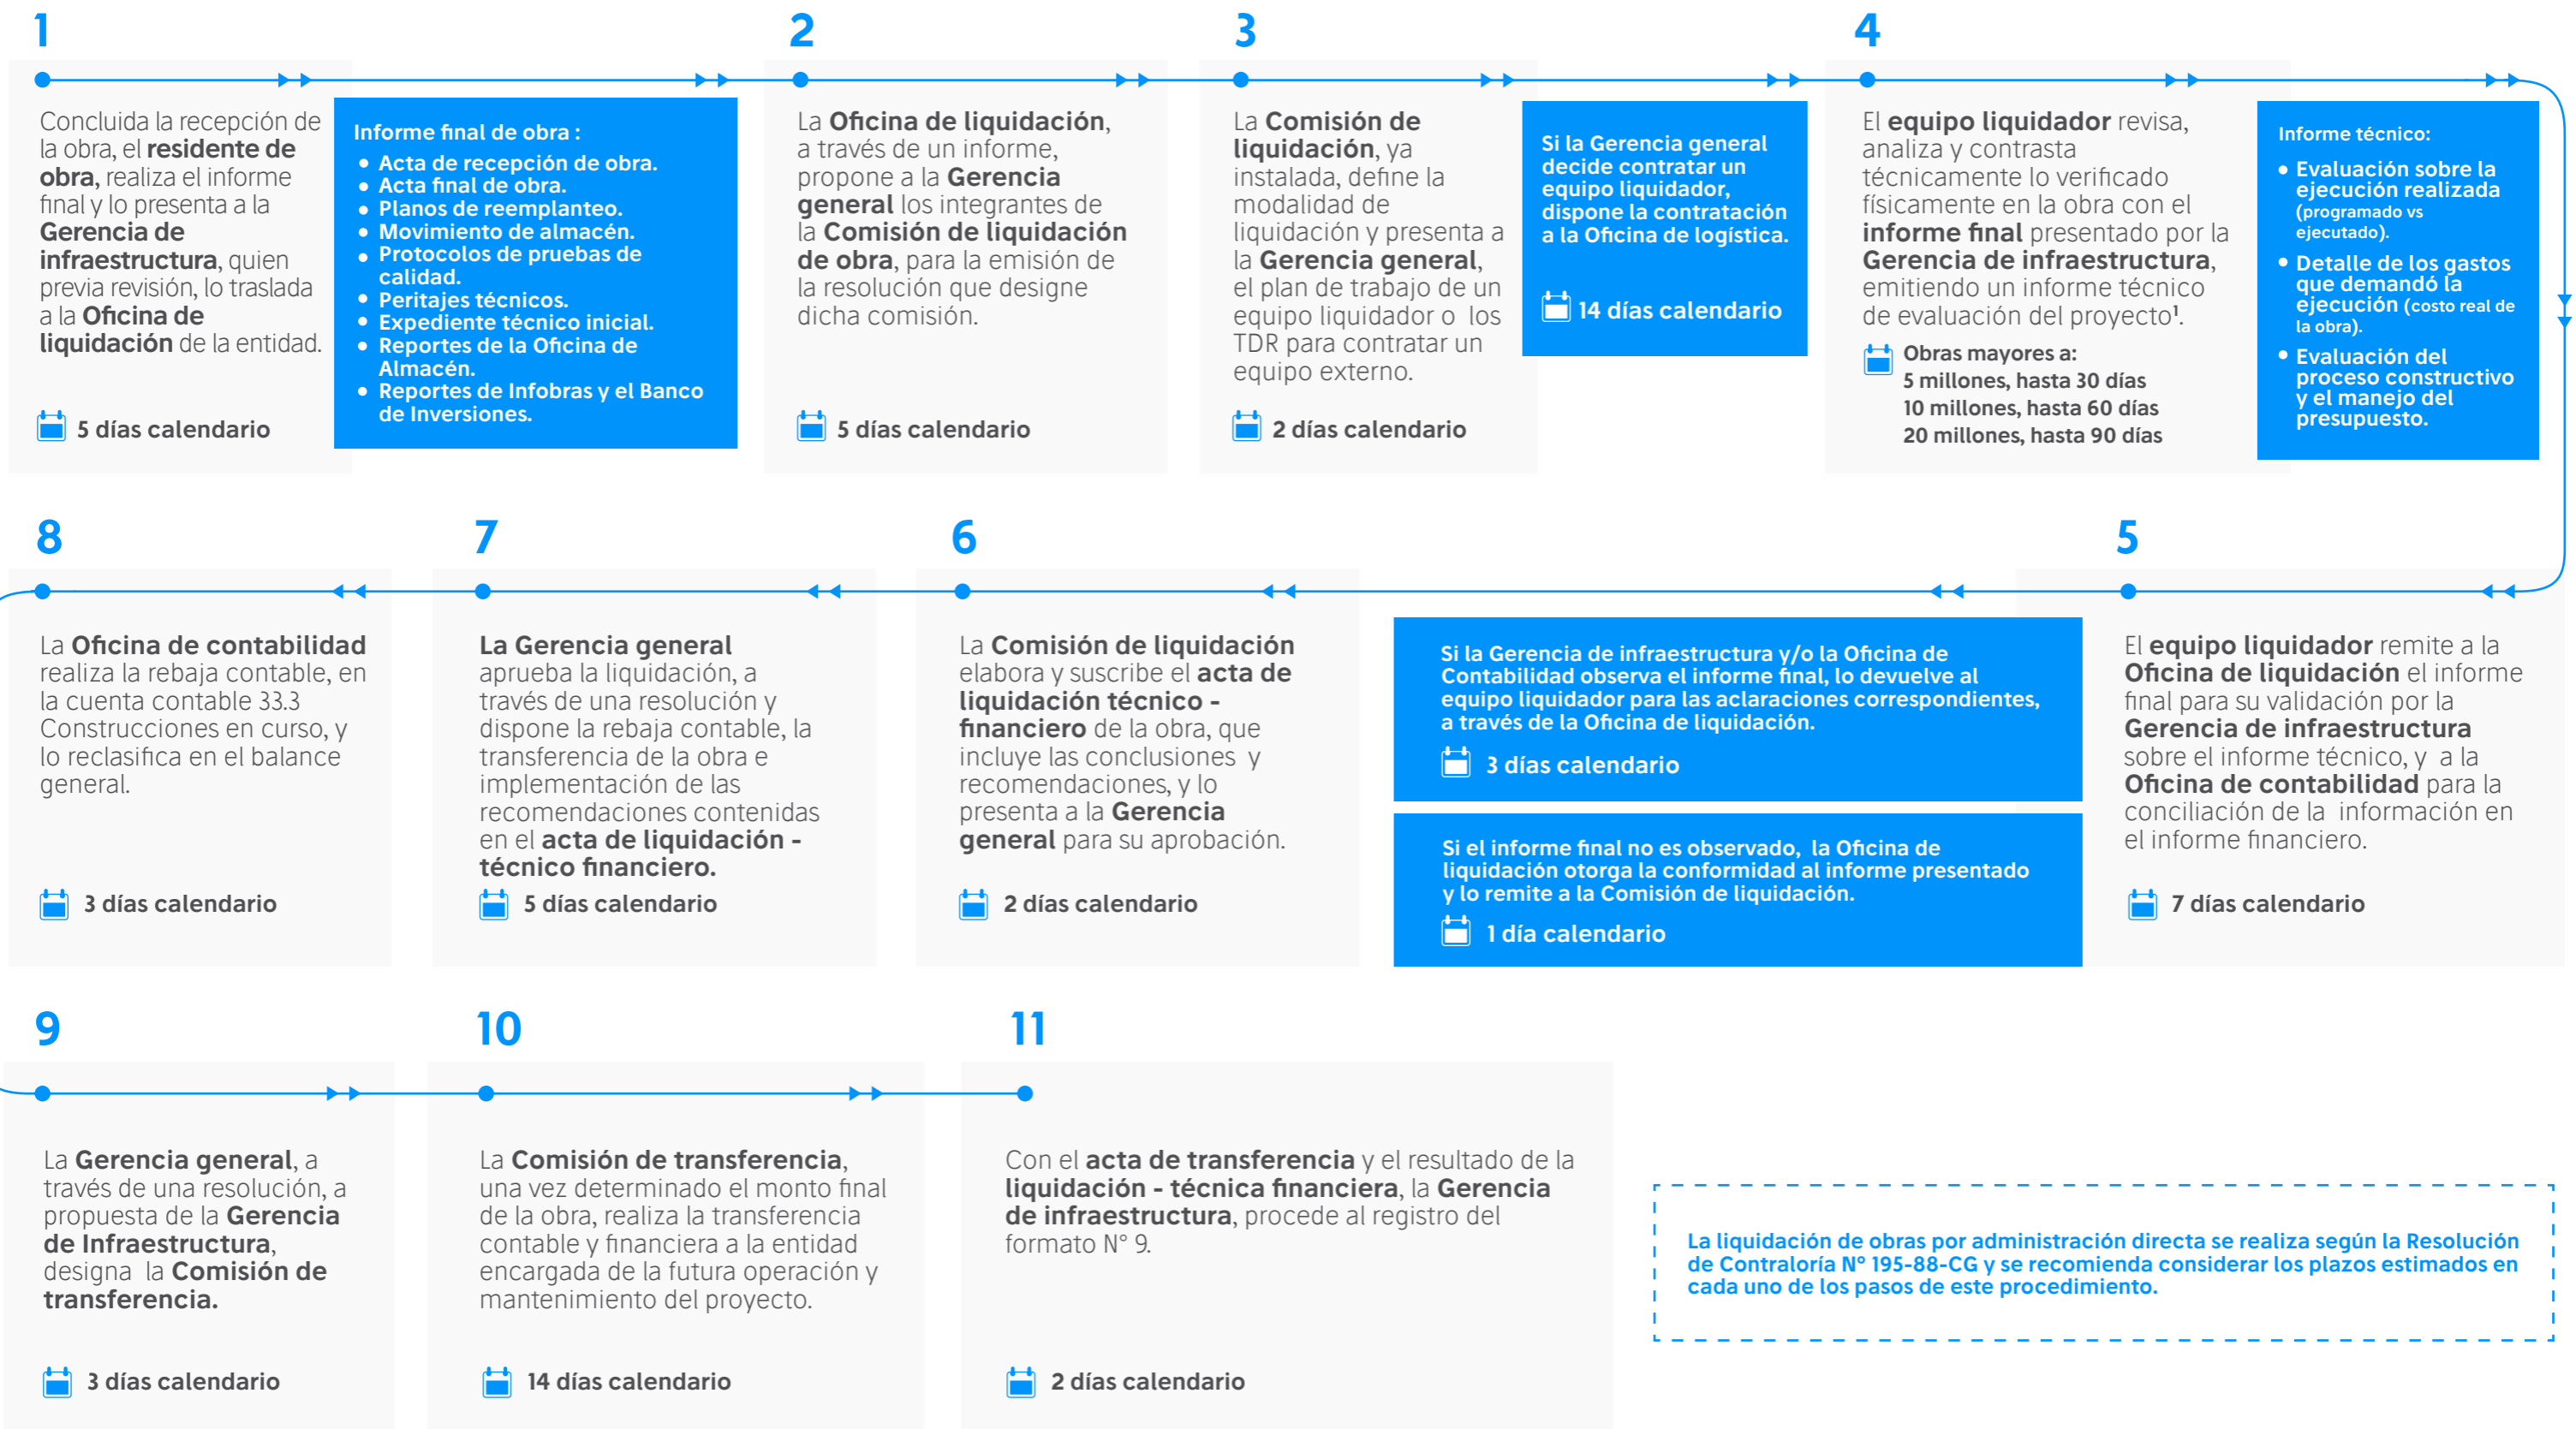 1
Concluida la recepción de
la obra, el residente de
obra, realiza el informe
final y lo presenta a la
Gerencia de
infraestructura, quien
previa revisión, lo traslada
a la Oficina de
liquidación de la entidad.
5 días calendario
Informe final de obra :
• Acta de recepción de obra.
• Acta final de obra.
• Planos de reemplanteo.
• Movimiento de almacén.
• Protocolos de pruebas de
calidad.
• Peritajes técnicos.
• Expediente técnico inicial.
• Reportes de la Oficina de
Almacén.
• Reportes de Infobras y el Banco
de Inversiones.
2
La Oficina de liquidación,
a través de un informe,
propone a la Gerencia
general los integrantes de
la Comisión de liquidación
de obra, para la emisión de
la resolución que designe
dicha comisión.
5 días calendario
3
La Comisión de
liquidación, ya
instalada, define la
modalidad de
liquidación y presenta a
la Gerencia general,
el plan de trabajo de un
equipo liquidador o los
TDR para contratar un
equipo externo.
2 días calendario
Si la Gerencia general
decide contratar un
equipo liquidador,
dispone la contratación
a la Oficina de logística.
14 días calendario
4
El equipo liquidador revisa,
analiza y contrasta
técnicamente lo verificado
físicamente en la obra con el
informe final presentado por la
Gerencia de infraestructura,
emitiendo un informe técnico
de evaluación del proyecto¹.
Obras mayores a:
5 millones, hasta 30 días
10 millones, hasta 60 días
20 millones, hasta 90 días
Informe técnico:
• Evaluación sobre la
ejecución realizada
(programado vs
ejecutado).
• Detalle de los gastos
que demandó la
ejecución (costo real de
la obra).
• Evaluación del
proceso constructivo
y el manejo del
presupuesto.
5
El equipo liquidador remite a la
Oficina de liquidación el informe
final para su validación por la
Gerencia de infraestructura
sobre el informe técnico, y a la
Oficina de contabilidad para la
conciliación de la información en
el informe financiero.
7 días calendario
Si la Gerencia de infraestructura y/o la Oficina de
Contabilidad observa el informe final, lo devuelve al
equipo liquidador para las aclaraciones correspondientes,
a través de la Oficina de liquidación.
3 días calendario
Si el informe final no es observado, la Oficina de
liquidación otorga la conformidad al informe presentado
y lo remite a la Comisión de liquidación.
1 día calendario
6
La Comisión de liquidación
elabora y suscribe el acta de
liquidación técnico -
financiero de la obra, que
incluye las conclusiones y
recomendaciones, y lo
presenta a la Gerencia
general para su aprobación.
2 días calendario
7
La Gerencia general
aprueba la liquidación, a
través de una resolución y
dispone la rebaja contable, la
transferencia de la obra e
implementación de las
recomendaciones contenidas
en el acta de liquidación -
técnico financiero.
5 días calendario
8
La Oficina de contabilidad
realiza la rebaja contable, en
la cuenta contable 33.3
Construcciones en curso, y
lo reclasifica en el balance
general.
3 días calendario
9
La Gerencia general, a
través de una resolución, a
propuesta de la Gerencia
de Infraestructura,
designa la Comisión de
transferencia.
3 días calendario
10
La Comisión de transferencia,
una vez determinado el monto final
de la obra, realiza la transferencia
contable y financiera a la entidad
encargada de la futura operación y
mantenimiento del proyecto.
14 días calendario
11
Con el acta de transferencia y el resultado de la
liquidación - técnica financiera, la Gerencia
de infraestructura, procede al registro del
formato N° 9.
2 días calendario
La liquidación de obras por administración directa se realiza según la Resolución
de Contraloría N° 195-88-CG y se recomienda considerar los plazos estimados en
cada uno de los pasos de este procedimiento.